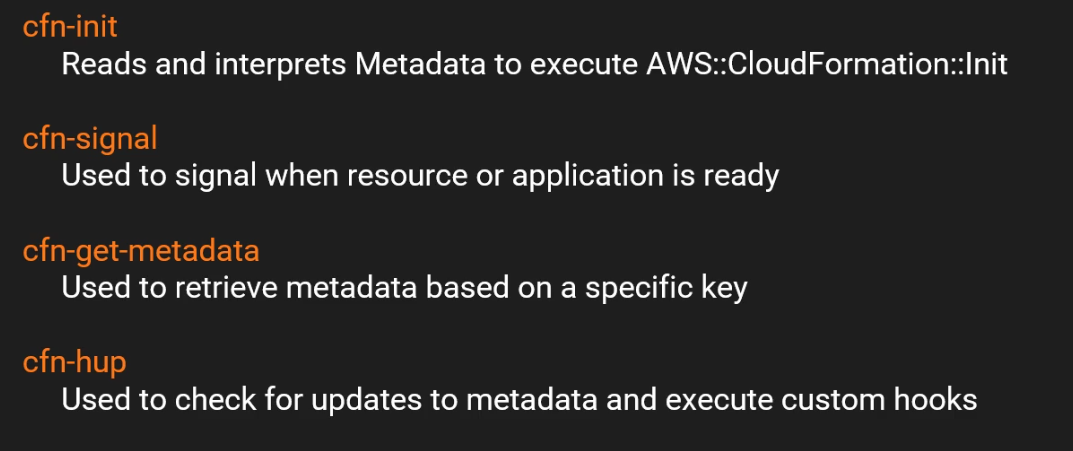 cfn-init
Reads and interprets Metadata to execute AWS::CloudFormation::Init
cfn-signal
Used to signal when resource or application is ready
cfn-get-metadata
Used to retrieve metadata based on a specific key
cfn-hup
Used to check for updates to metadata and execute custom hooks